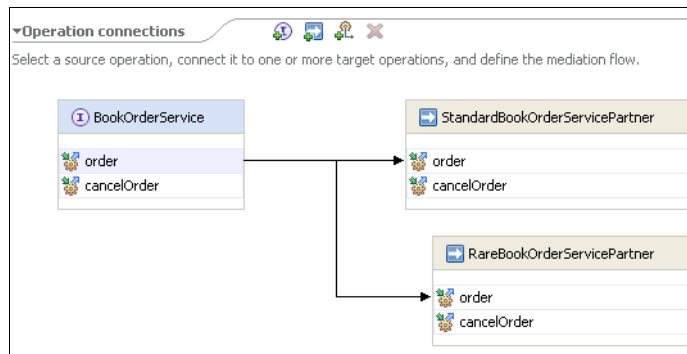 Operation connections
Select a source operation, connect it to one or more target operations, and define the mediation flow.
BookOrderService
order
cancelOrder
StandardBookOrderServicePartner
order
cancelOrder
RareBookOrderServicePartner
order
cancelOrder